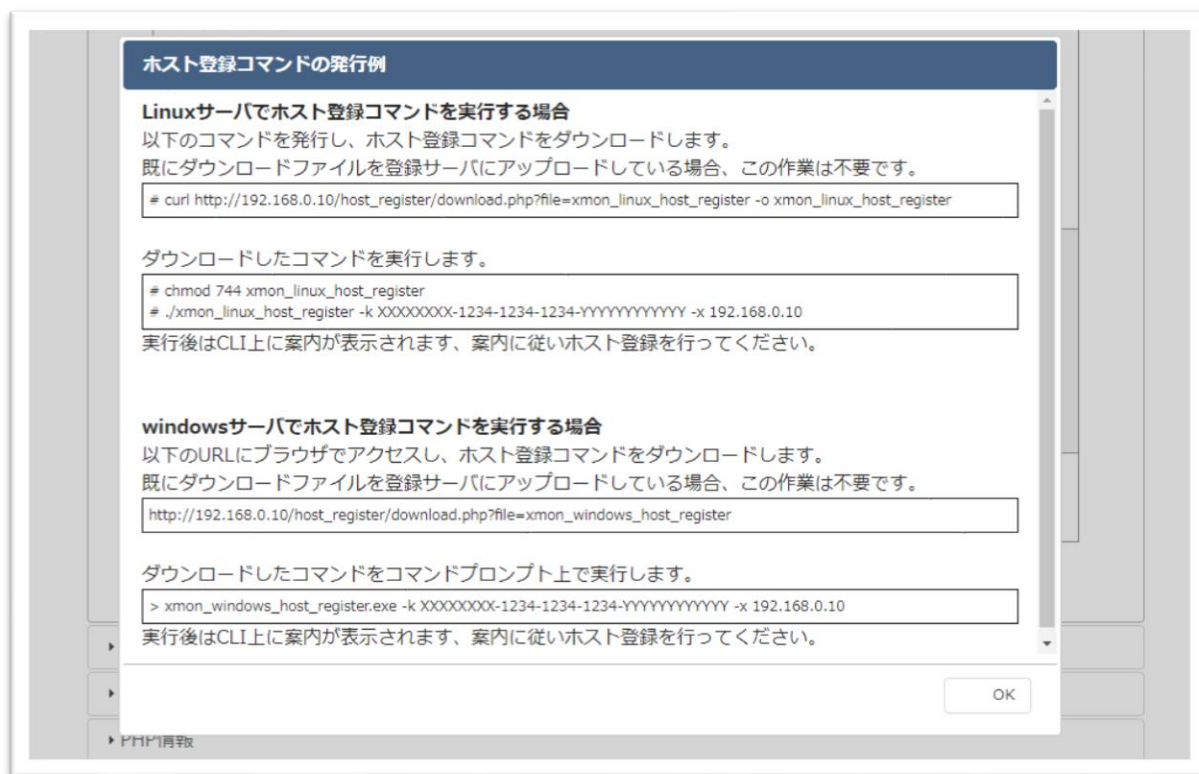 ホスト登録コマンドの発行例
Linuxサーバでホスト登録コマンドを実行する場合
以下のコマンドを発行し、ホスト登録コマンドをダウンロードします。
既にダウンロードファイルを登録サーバにアップロードしている場合、この作業は不要です。
# curl http://192.168.0.10/host_register/download.php?file=xmon_linux_host_register -o xmon_linux_host_register
ダウンロードしたコマンドを実行します。
# chmod 744 xmon_linux_host_register
# ./xmon_linux_host_register -k XXXXXXXX-1234-1234-1234-YYYYYYYYYYYY -x 192.168.0.10
実行後はCLI上に案内が表示されます、案内に従いホスト登録を行ってください。
windowsサーバでホスト登録コマンドを実行する場合
以下のURLにブラウザでアクセスし、ホスト登録コマンドをダウンロードします。
既にダウンロードファイルを登録サーバにアップロードしている場合、この作業は不要です。
http://192.168.0.10/host_register/download.php?file=xmon_windows_host_register
ダウンロードしたコマンドをコマンドプロンプト上で実行します。
> xmon_windows_host_register.exe -k XXXXXXXX-1234-1234-1234-YYYYYYYYYYYY -x 192.168.0.10
実行後はCLI上に案内が表示されます、案内に従いホスト登録を行ってください。
OK
PHP情報